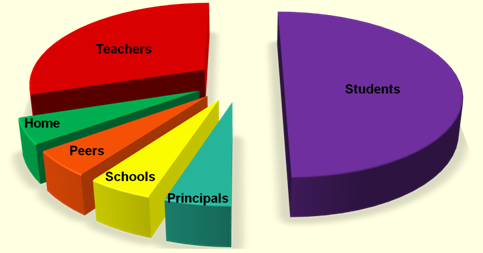 Teachers
Students
Home
Peers
Schools
Principals